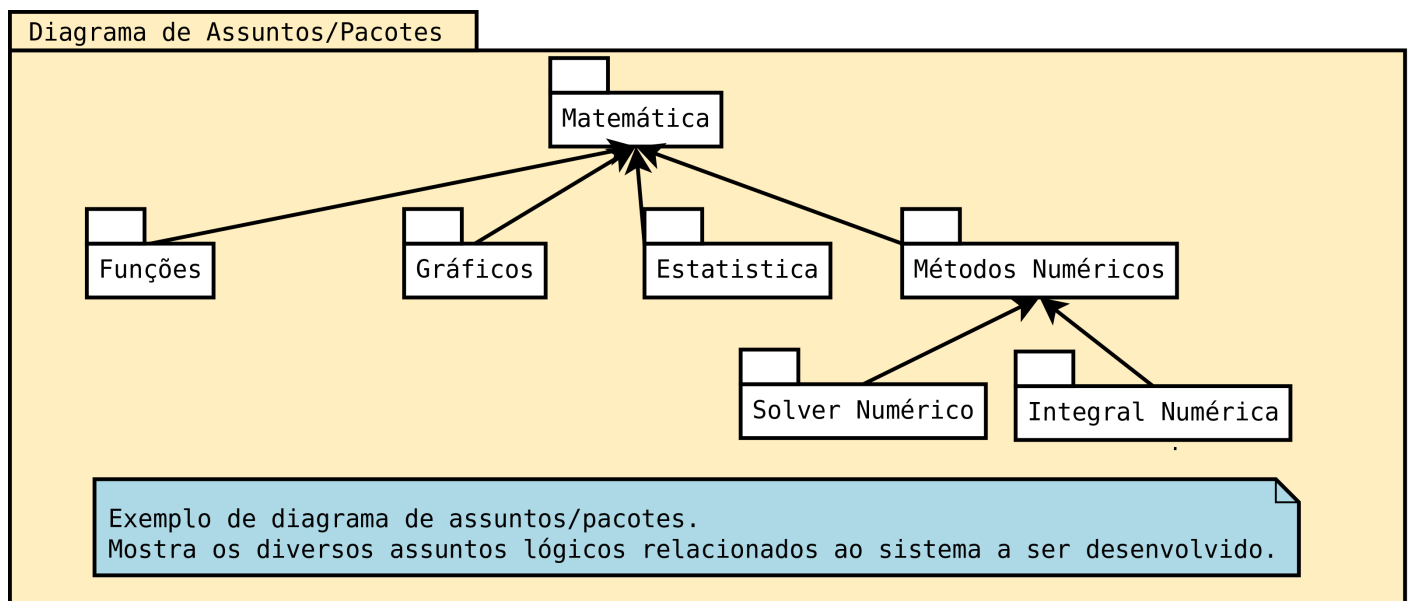 Diagrama de Assuntos/Pacotes
Matemática
Funções
Gráficos
Estatistica
Métodos Numéricos
Solver Numérico
Integral Numérica
.
Exemplo de diagrama de assuntos/pacotes.
Mostra os diversos assuntos lógicos relacionados ao sistema a ser desenvolvido.